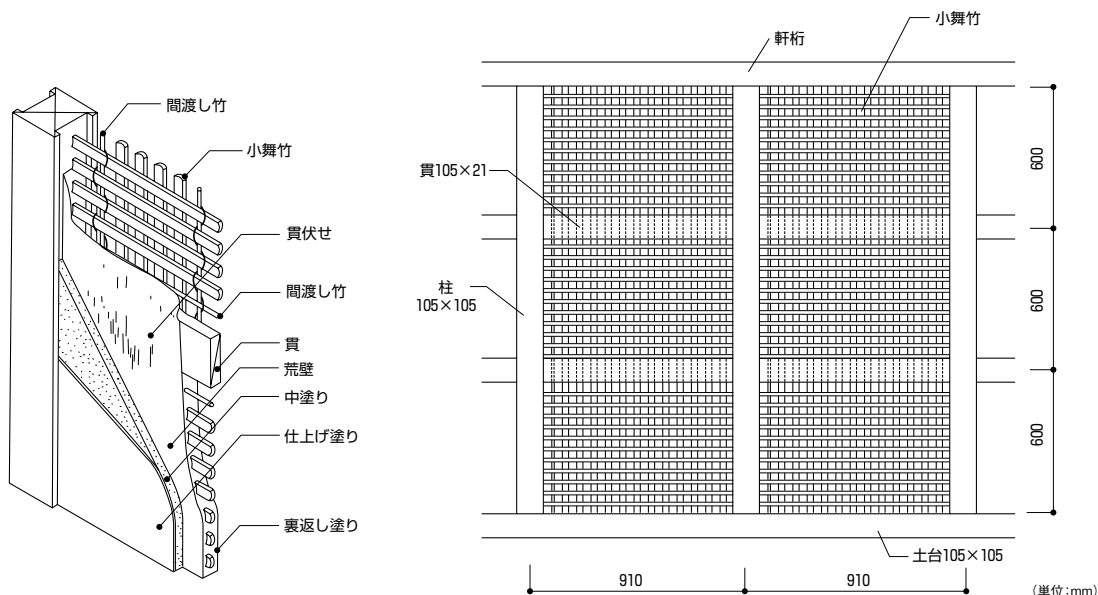 間渡し竹
小舞竹
貫伏せ
間渡し竹
貫
荒壁
中塗り
仕上げ塗り
裏返し塗り
小舞竹
軒桁
貫105×21
柱
105×105
600
600
600
土台105×105
910
910
（単位：mm）